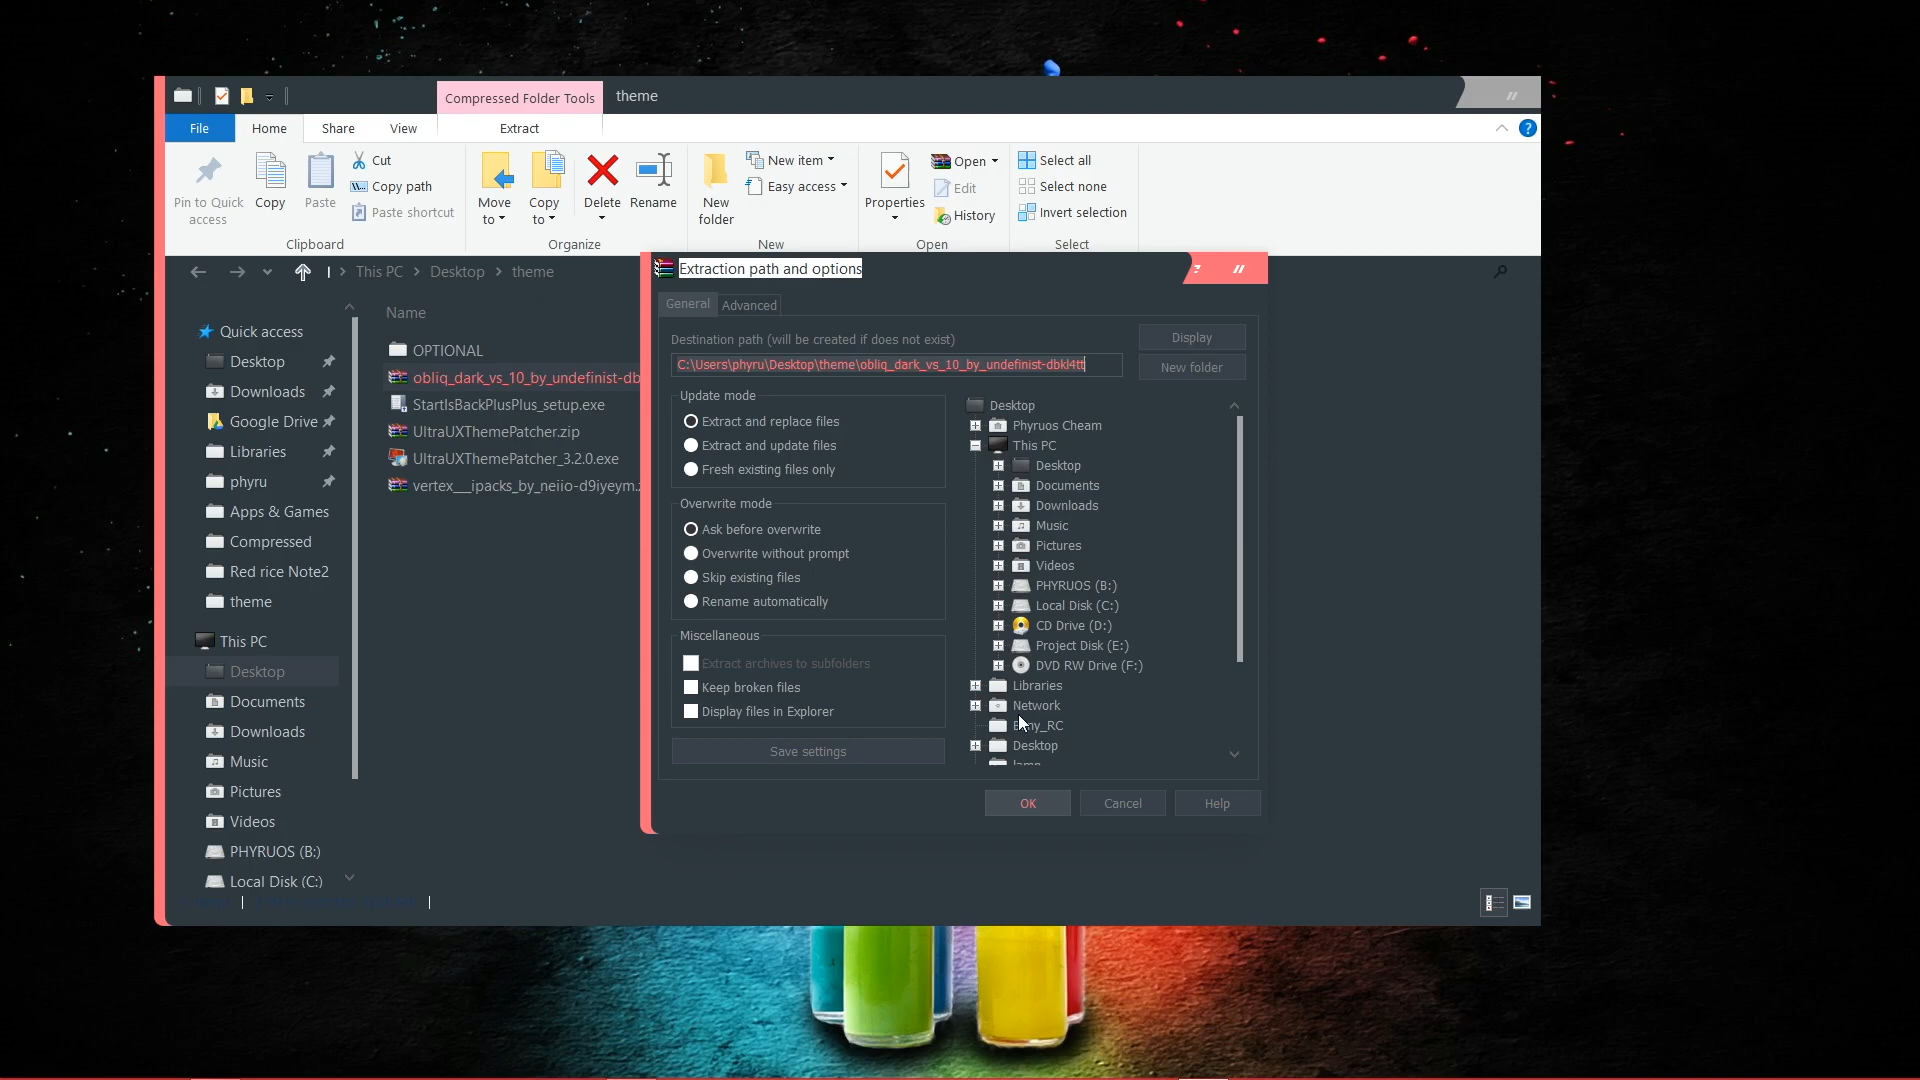 Compressed Folder Tools
theme
File
Home
Share
View
Extract
Pin to Quick access
Copy
Paste
Cut
Copy path
Paste shortcut
Clipboard
Move to
Copy to
Delete
Rename
Organize
New folder
New item
Easy access
New
Properties
Open
Edit
History
Open
Select all
Select none
Invert selection
Select
This PC
Desktop
theme
Quick access
Desktop
Downloads
Google Drive
Libraries
phyru
Apps & Games
Compressed
Red rice Note2
theme
This PC
Desktop
Documents
Downloads
Music
Pictures
Videos
PHYRUOS (B:)
Local Disk (C:)
Name
OPTIONAL
obliq_dark_vs_10_by_undefinist-db
StartIsBackPlusPlus_setup.exe
UltraUXThemePatcher.zip
UltraUXThemePatcher_3.2.0.exe
vertex__ipacks_by_neiio-d9iyeym.
Extraction path and options
?
General
Advanced
Destination path (will be created if does not exist)
C:\Users\phyru\Desktop\theme\obliq_dark_vs_10_by_undefinist-dbkl4tt
Display
New folder
Update mode
Extract and replace files
Extract and update files
Fresh existing files only
Overwrite mode
Ask before overwrite
Overwrite without prompt
Skip existing files
Rename automatically
Miscellaneous
Extract archives to subfolders
Keep broken files
Display files in Explorer
Save settings
Desktop
Phyruos Cheam
This PC
Desktop
Documents
Downloads
Music
Pictures
Videos
PHYRUOS (B:)
Local Disk (C:)
CD Drive (D:)
Project Disk (E:)
DVD RW Drive (F:)
Libraries
Network
Desktop
OK
Cancel
Help